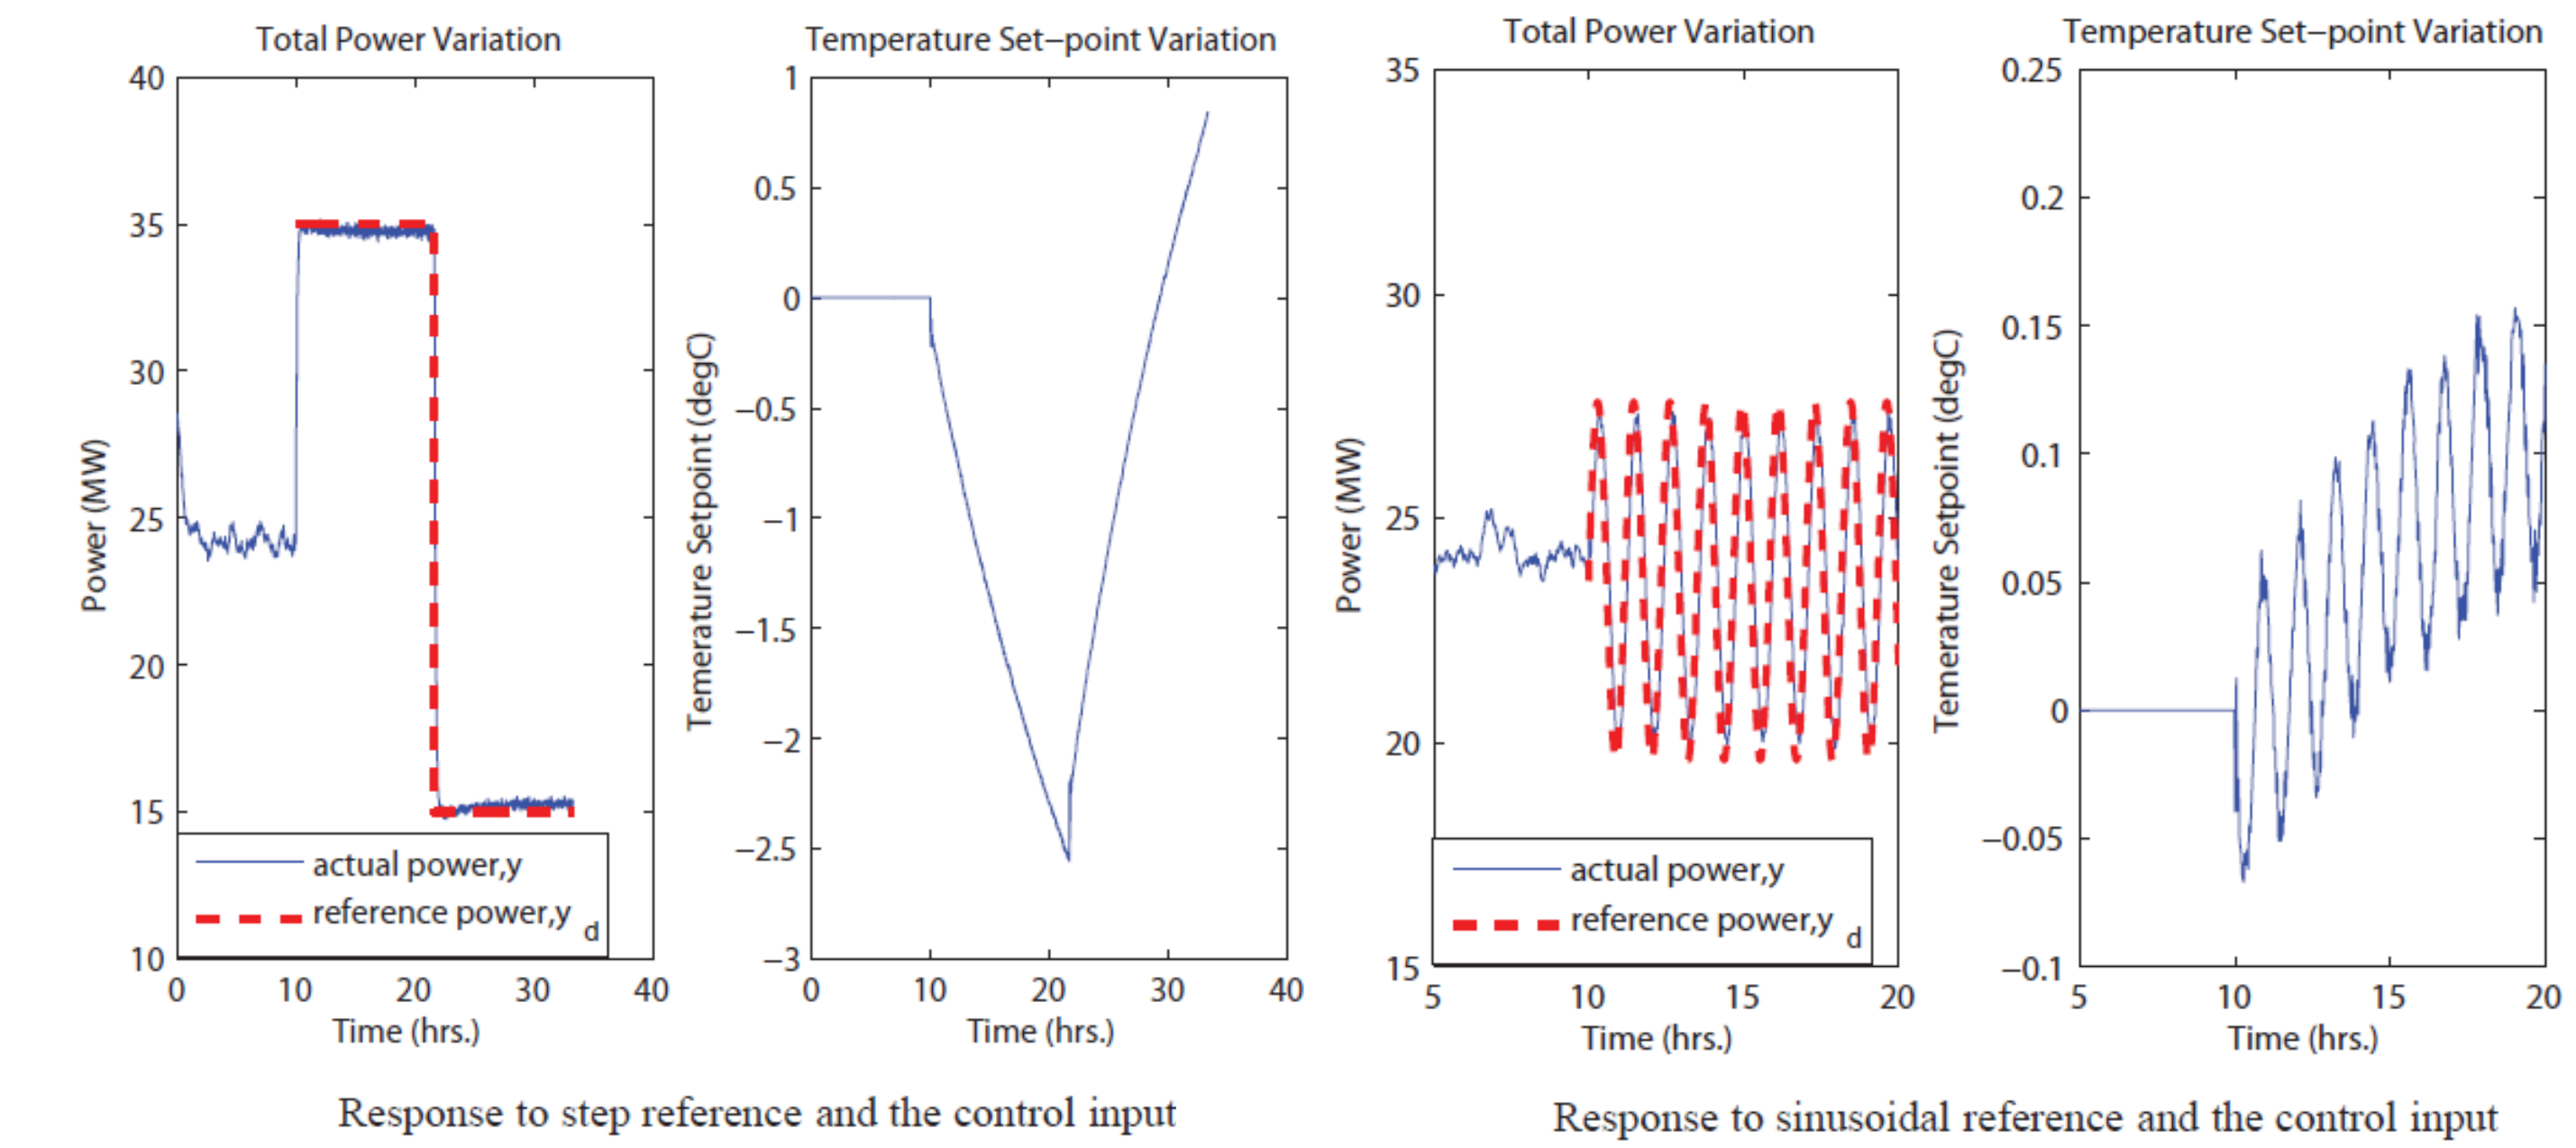 Total Power Variation
40
35
30
25
20
15
10
Power (MW)
0 10 20 30 40
Time (hrs.)
actual power,y
reference power,y d
Temperature Set−point Variation
1
0.5
0
−0.5
−1
−1.5
−2
−2.5
−3
Temerature Setpoint (degC)
0 10 20 30 40
Time (hrs.)
Response to step reference and the control input
Total Power Variation
35
30
25
20
15
Power (MW)
5 10 15 20
Time (hrs.)
actual power,y
reference power,y d
Temperature Set−point Variation
0.25
0.2
0.15
0.1
0.05
0
−0.05
−0.1
Temerature Setpoint (degC)
5 10 15 20
Time (hrs.)
Response to sinusoidal reference and the control input